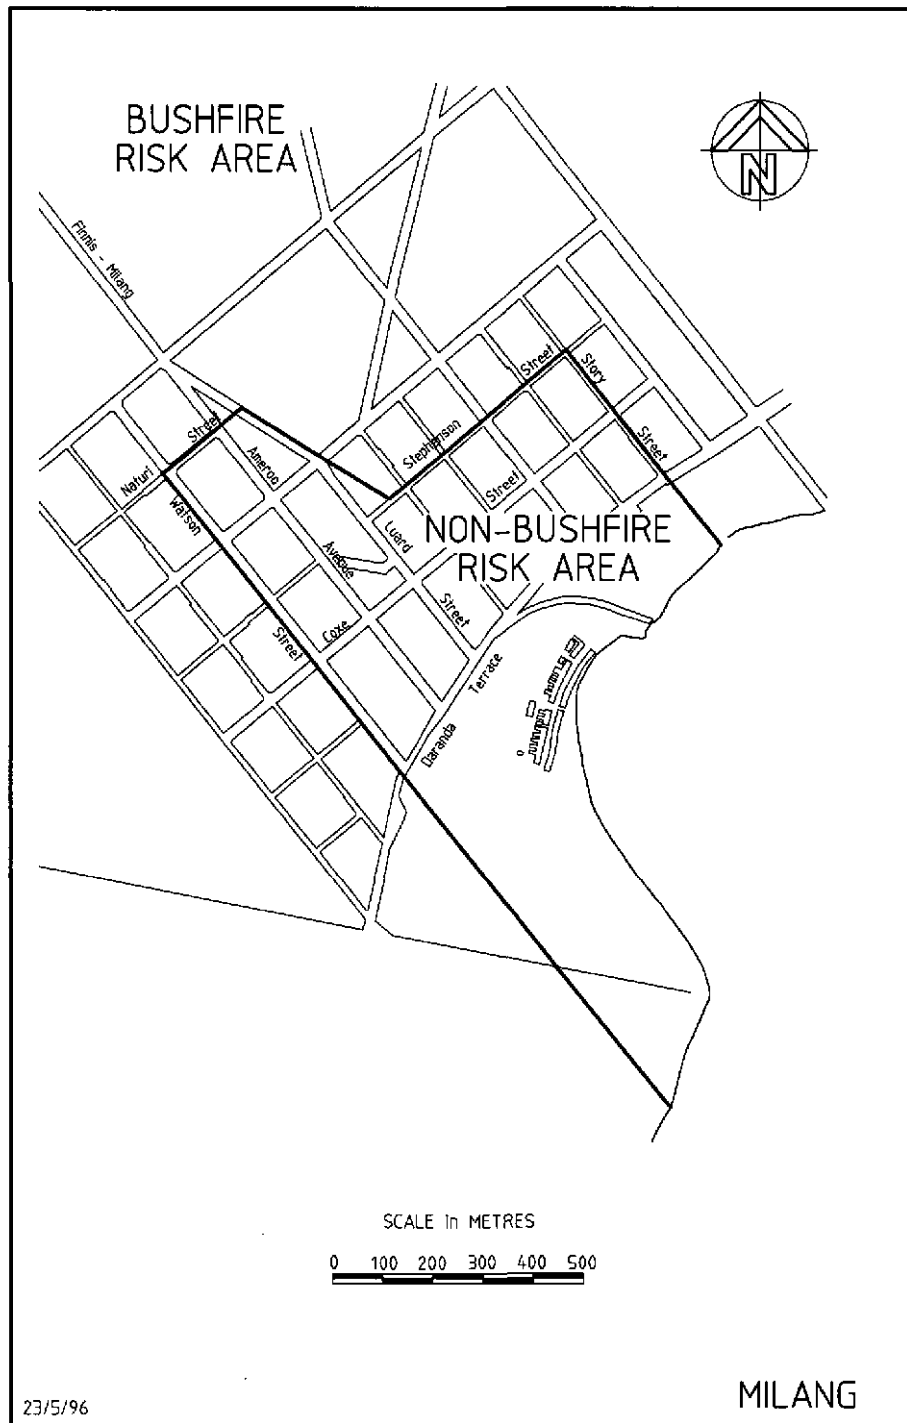 BUSHFIRE
RISK AREA
N
Finnis - Milang
Naturi Street
Ameroo
Avenue
Watson
Street
Stephenson
Street
Story
Street
Street
Luard
Street
NON-BUSHFIRE
RISK AREA
Coxe
Daranda Terrace
SCALE in METRES
0 100 200 300 400 500
23/5/96
MILANG